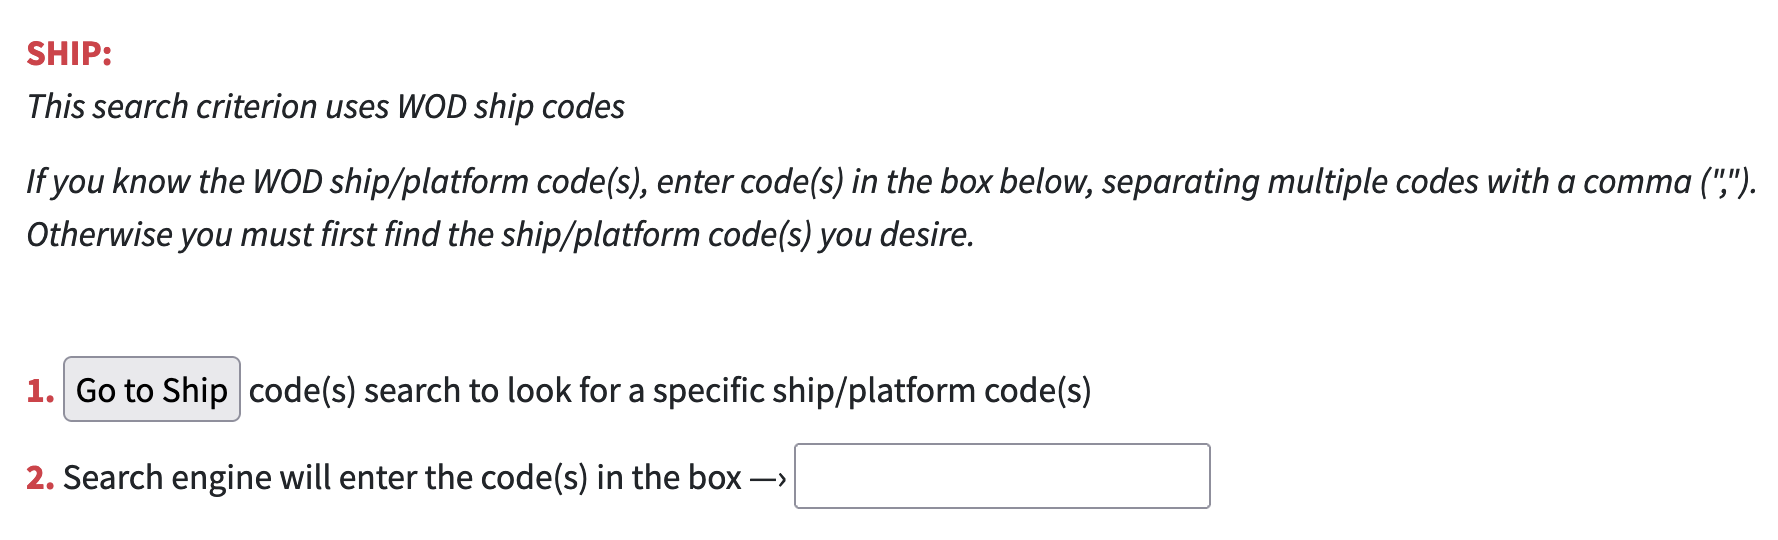 SHIP:
This search criterion uses WOD ship codes
If you know the WOD ship/platform code(s), enter code(s) in the box below, separating multiple codes with a comma (",").
Otherwise you must first find the ship/platform code(s) you desire.
1. Go to Ship code(s) search to look for a specific ship/platform code(s)
2. Search engine will enter the code(s) in the box —›